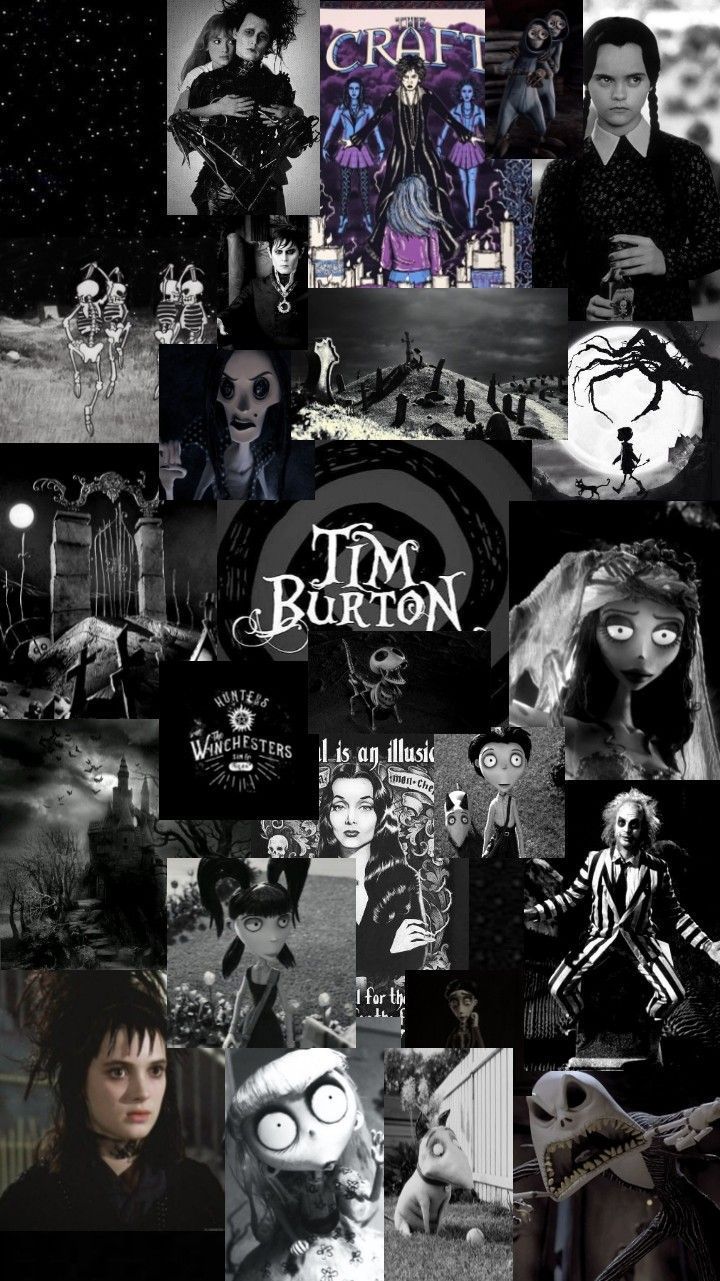 THE
CRAFT
TIM
BURTON
HUNTERS
The
WINCHESTERS
l is an illusi
l for the